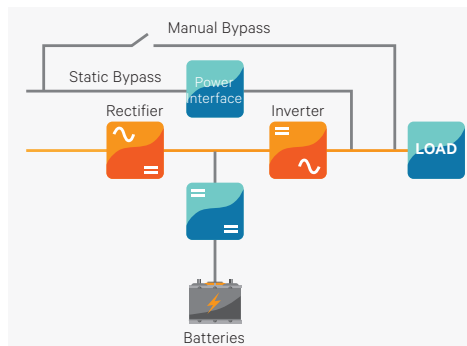 Manual Bypass
Static Bypass
Power
Interface
Rectifier
Inverter
LOAD
Batteries